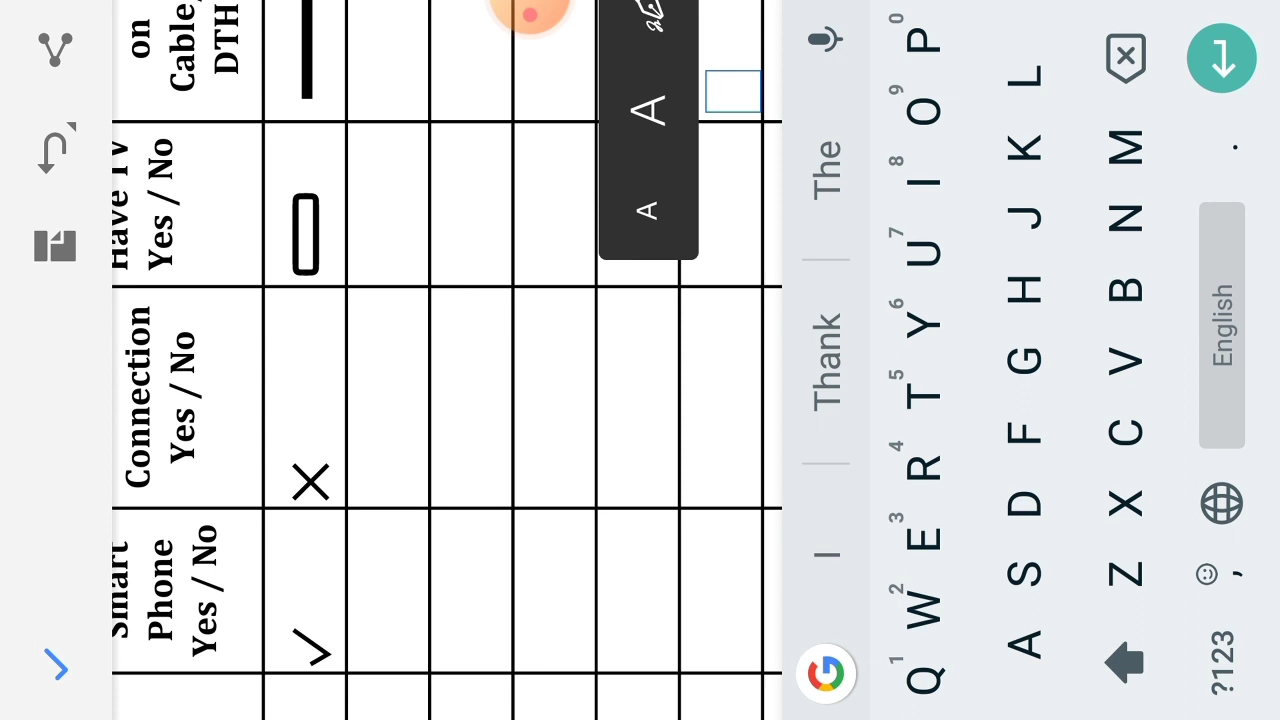 Smart
Phone
Yes / No
Connection
Yes / No
Have TV
Yes / No
on
Cable/
DTH
A A
I Thank The
1 2 3 4 5 6 7 8 9 0
Q W E R T Y U I O P
A S D F G H J K L
Z X C V B N M
?123 , English .